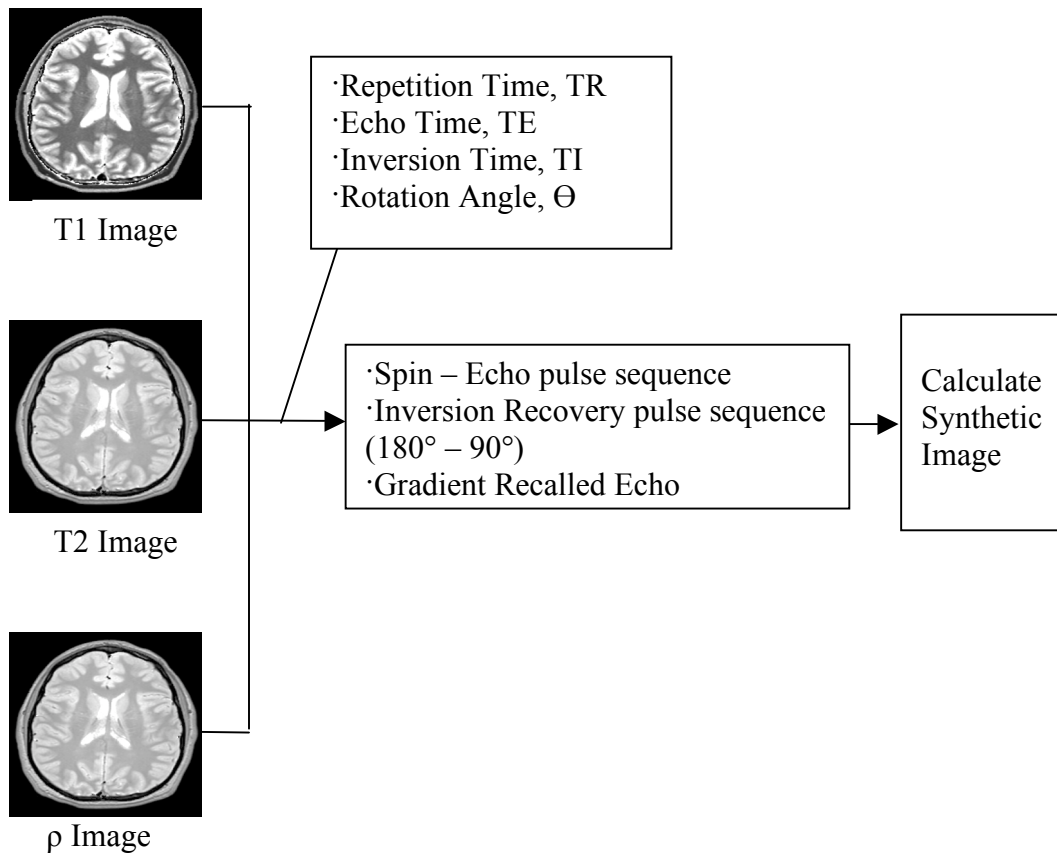 T1 Image
·Repetition Time, TR
·Echo Time, TE
·Inversion Time, TI
·Rotation Angle, Ɵ
T2 Image
·Spin – Echo pulse sequence
·Inversion Recovery pulse sequence
(180° – 90°)
·Gradient Recalled Echo
Calculate
Synthetic
Image
ρ Image